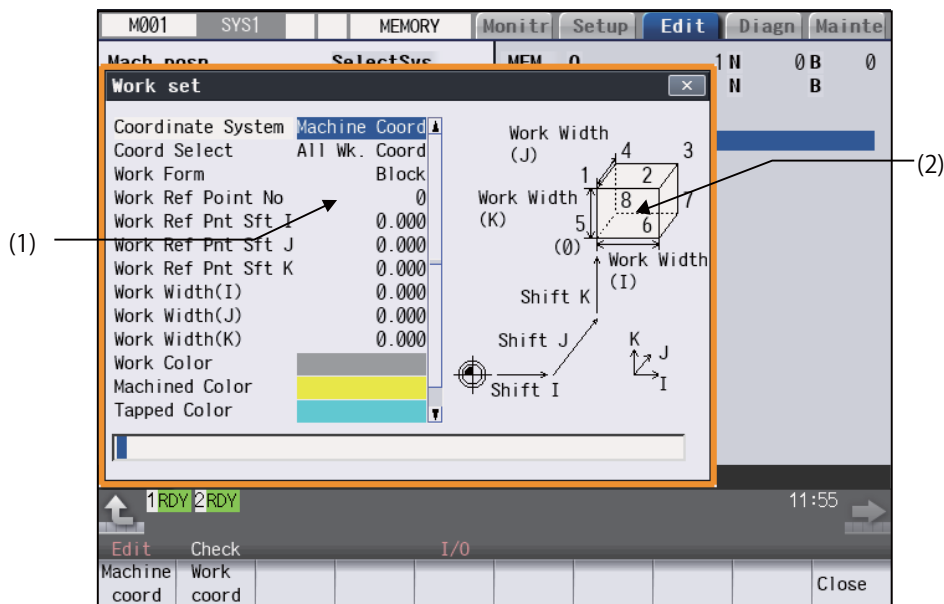 M001 SYS1 MEMORY Monitr Setup Edit Diagn Mainte
Mach posn SelectSys MEM O 1 N 0 B 0
N B
Work set
Coordinate System Machine Coord
Coord Select All Wk. Coord
Work Form Block
Work Ref Point No 0
Work Ref Pnt Sft I 0.000
Work Ref Pnt Sft J 0.000
Work Ref Pnt Sft K 0.000
Work Width(I) 0.000
Work Width(J) 0.000
Work Width(K) 0.000
Work Color
Machined Color
Tapped Color
Work Width
(J)
4 3
1 2
Work Width
(K)
8 7
5 6
(0)
Work Width
(I)
Shift K
Shift J
Shift I
K
J
I
(1)
(2)
1RDY 2RDY 11:55
Edit Check I/O
Machine
coord
Work
coord
Close